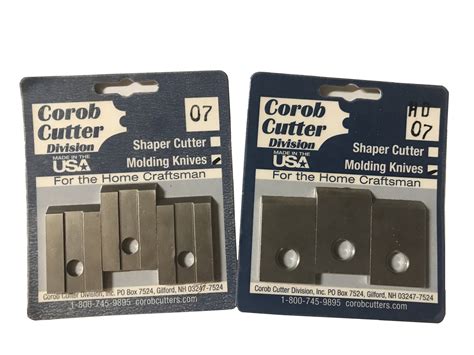 Corob
Cutter
Division
MADE IN THE
USA
07
Shaper Cutter
Molding Knives
For the Home Craftsman
Corob Cutter Division, Inc. PO Box 7524, Gilford, NH 03247-7524
1-800-745-9895 corobcutters.com
Corob
Cutter
Division
MADE IN THE
USA
HD
07
Shaper Cutter
Molding Knives
For the Home Craftsman
Corob Cutter Division, Inc. PO Box 7524, Gilford, NH 03247-7524
1-800-745-9895 corobcutters.com